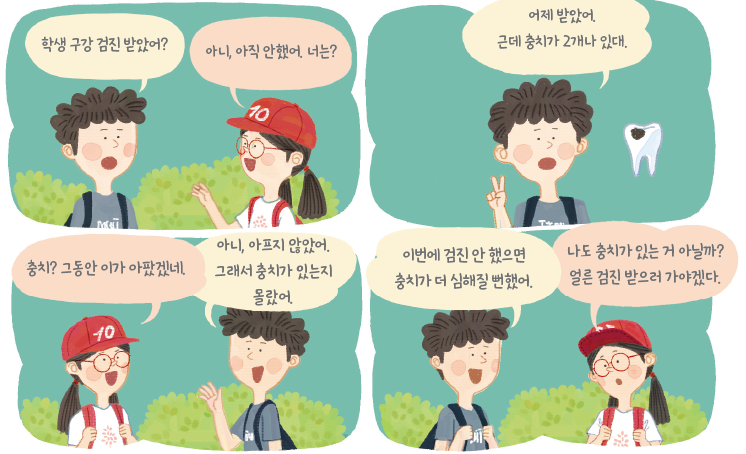 학생 구강 검진 받았어?
아니, 아직 안했어. 너는?
10
어제 받았어.
근데 충치가 2개나 있대.
충치? 그동안 이가 아팠겠네.
아니, 아프지 않았어.
그래서 충치가 있는지
몰랐어.
10
이번에 검진 안 했으면
충치가 더 심해질 뻔했어.
나도 충치가 있는 거 아닐까?
얼른 검진 받으러 가야겠다.